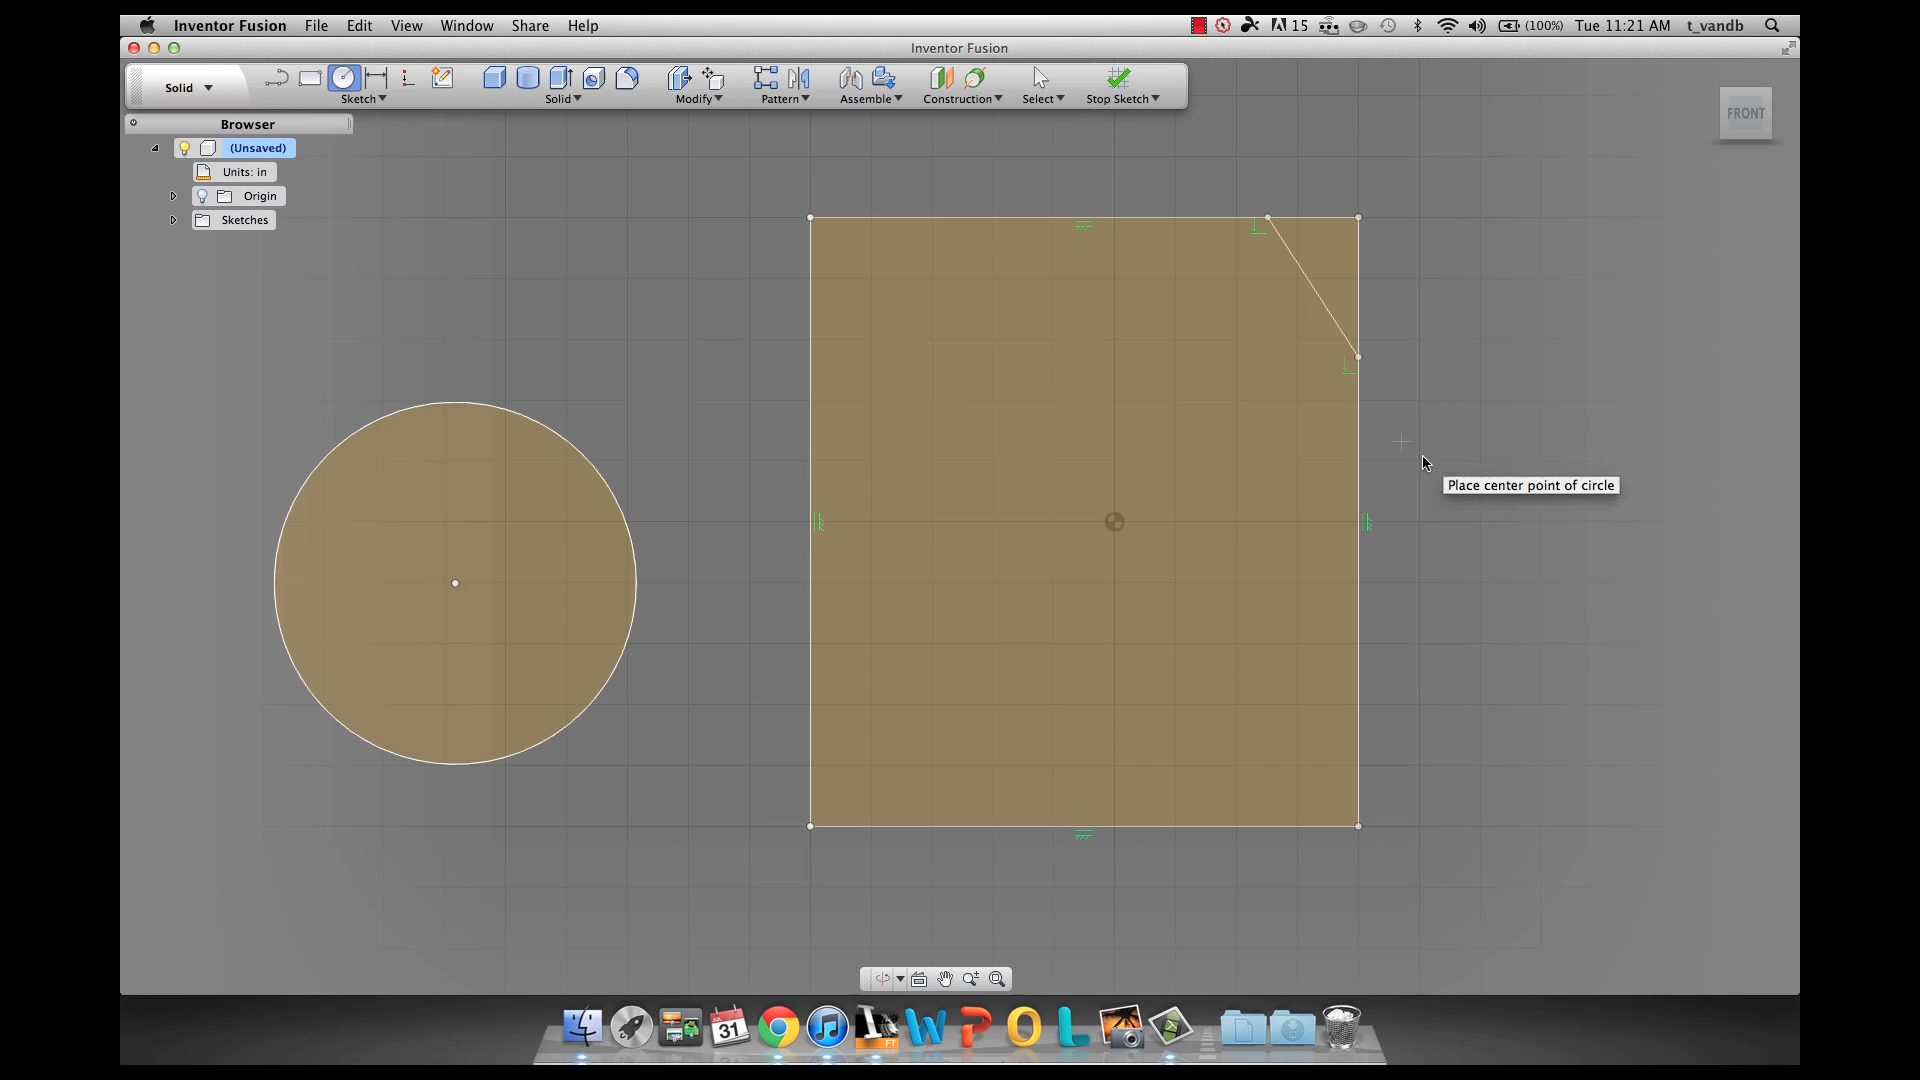 Inventor Fusion File Edit View Window Share Help 15 (100%) Tue 11:21 AM t_vandb
Inventor Fusion
Solid
Sketch Solid Modify Pattern Assemble Construction Select Stop Sketch
Browser
(Unsaved)
Units: in
Origin
Sketches
FRONT
Place center point of circle
JUL
31
FT
W P O L